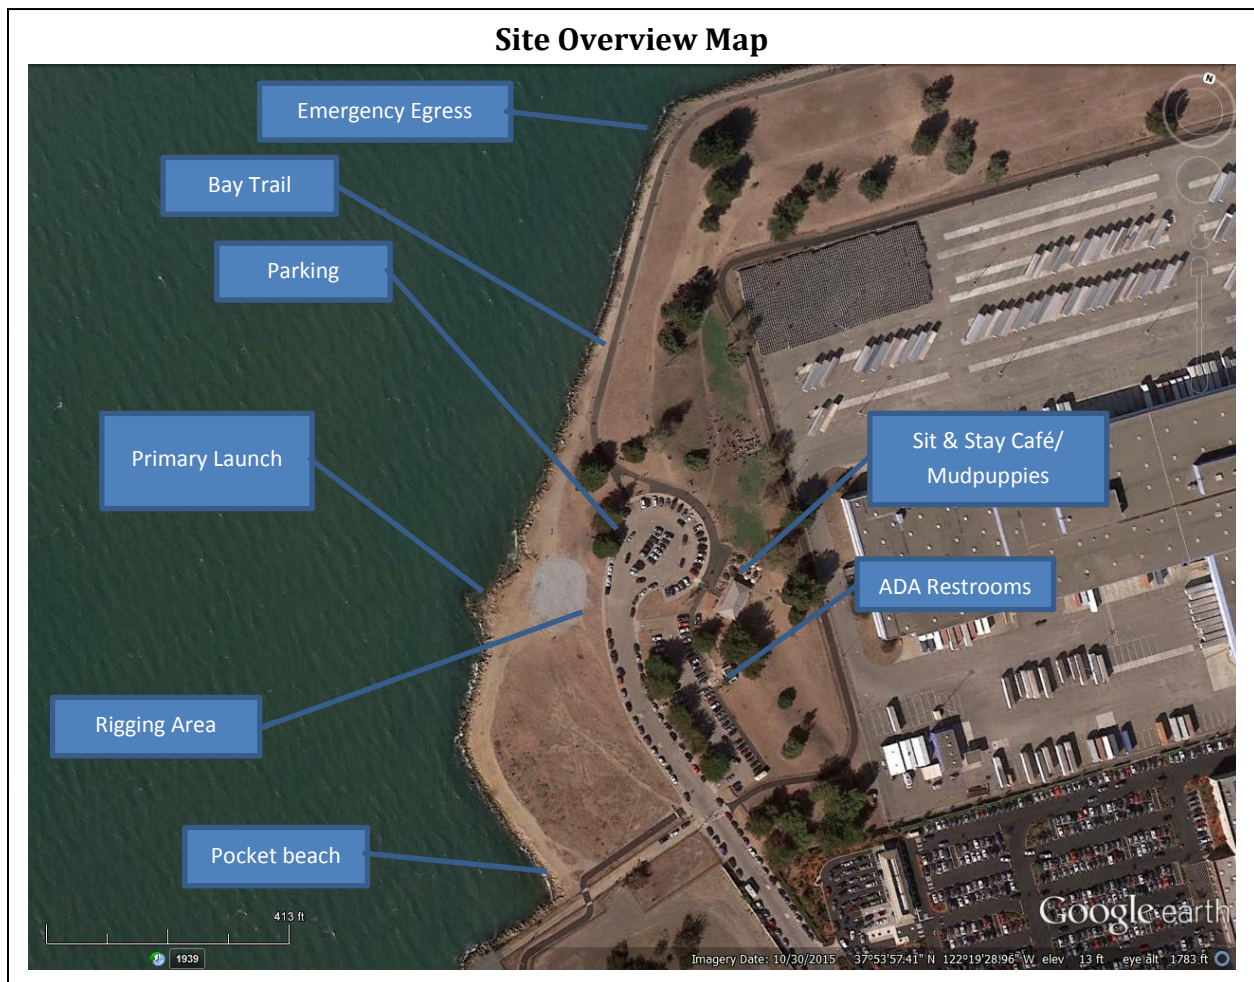 Site Overview Map
N
Emergency Egress
Bay Trail
Parking
Primary Launch
Sit & Stay Café/
Mudpuppies
ADA Restrooms
Rigging Area
Pocket beach
413 ft
1939
Google earth
Imagery Date: 10/30/2015 37°53'57.41" N 122°19'28.96" W elev 13 ft eye alt 1783 ft